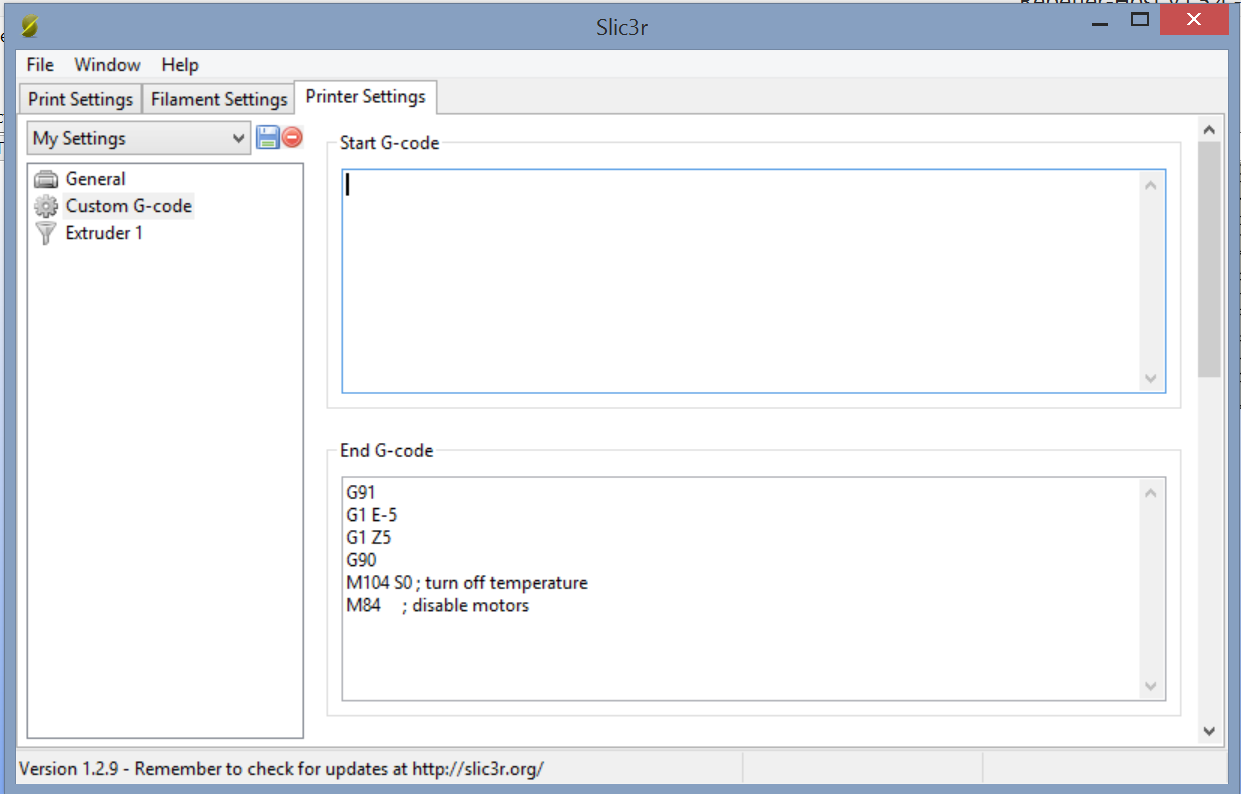 Slic3r
File Window Help
Print Settings Filament Settings Printer Settings
My Settings
General
Custom G-code
Extruder 1
Start G-code
End G-code
G91
G1 E-5
G1 Z5
G90
M104 S0 ; turn off temperature
M84 ; disable motors
Version 1.2.9 - Remember to check for updates at http://slic3r.org/